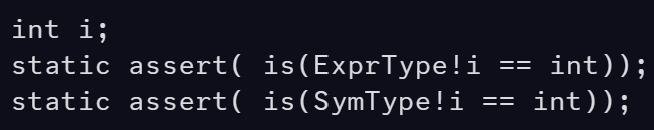 int i;
static assert( is(ExprType!i == int));
static assert( is(SymType!i == int));